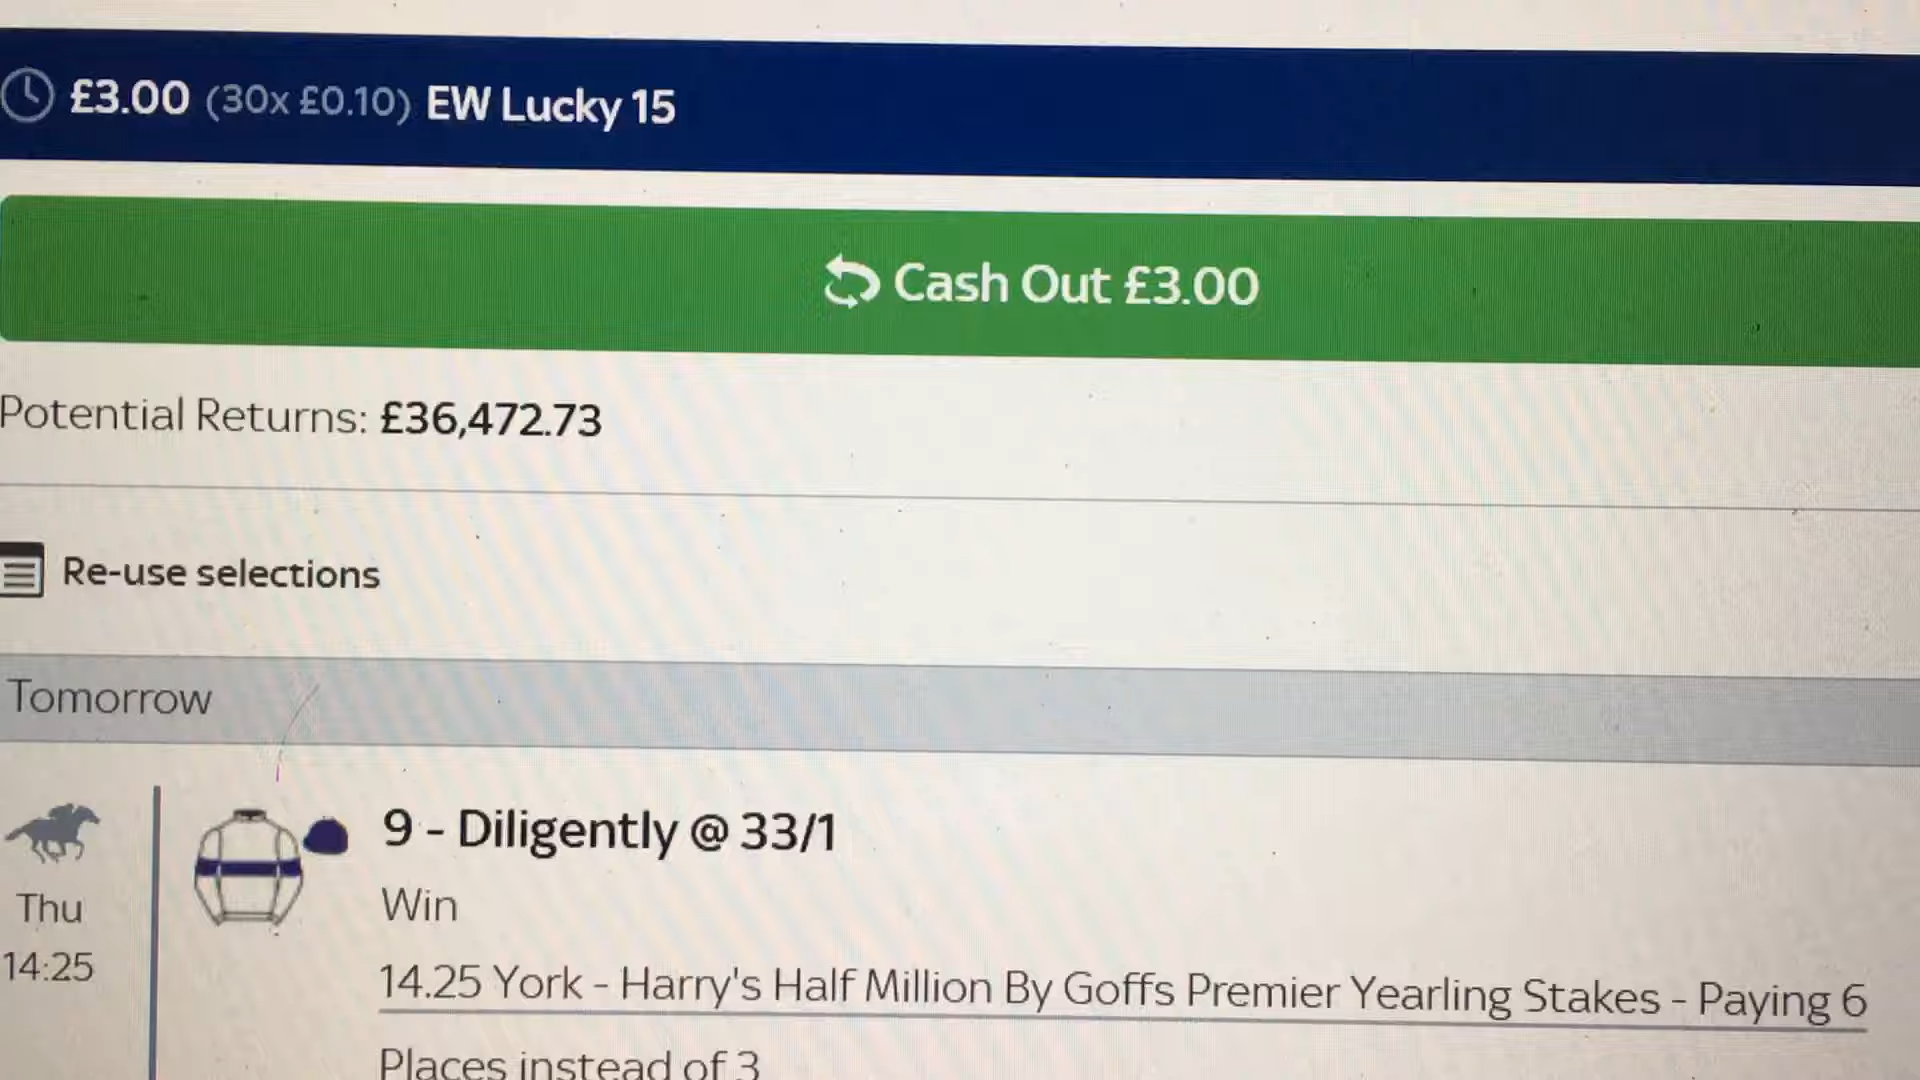 £3.00 (30x £0.10) EW Lucky 15
Cash Out £3.00
Potential Returns: £36,472.73
Re-use selections
Tomorrow
9 - Diligently @ 33/1
Win
Thu
14:25
14.25 York - Harry's Half Million By Goffs Premier Yearling Stakes - Paying 6
Places instead of 3